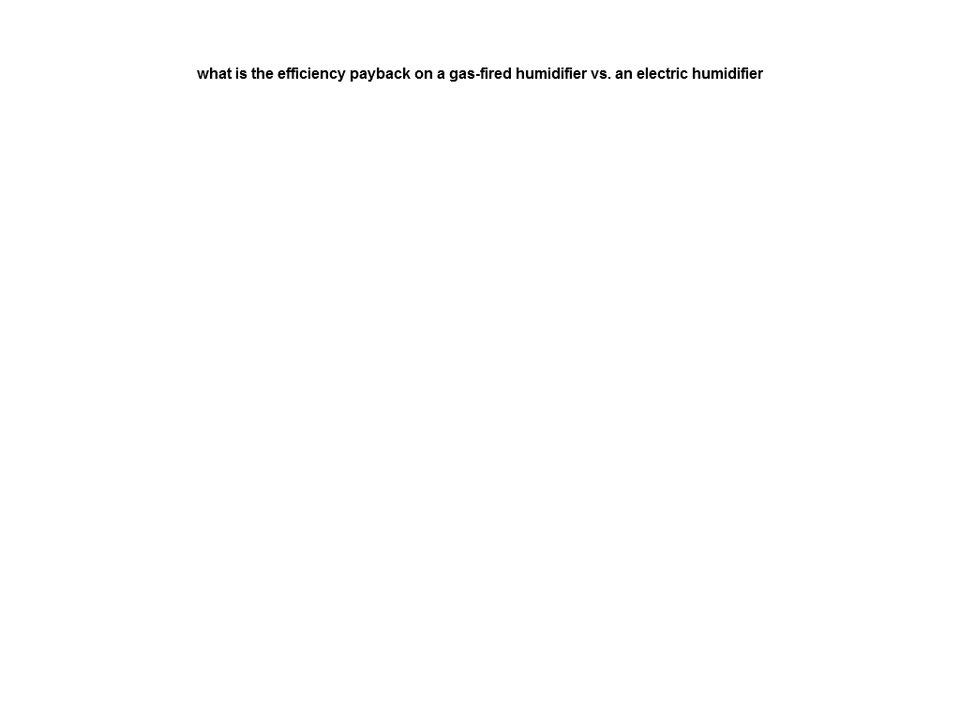 what is the efficiency payback on a gas-fired humidifier vs. an electric humidifier